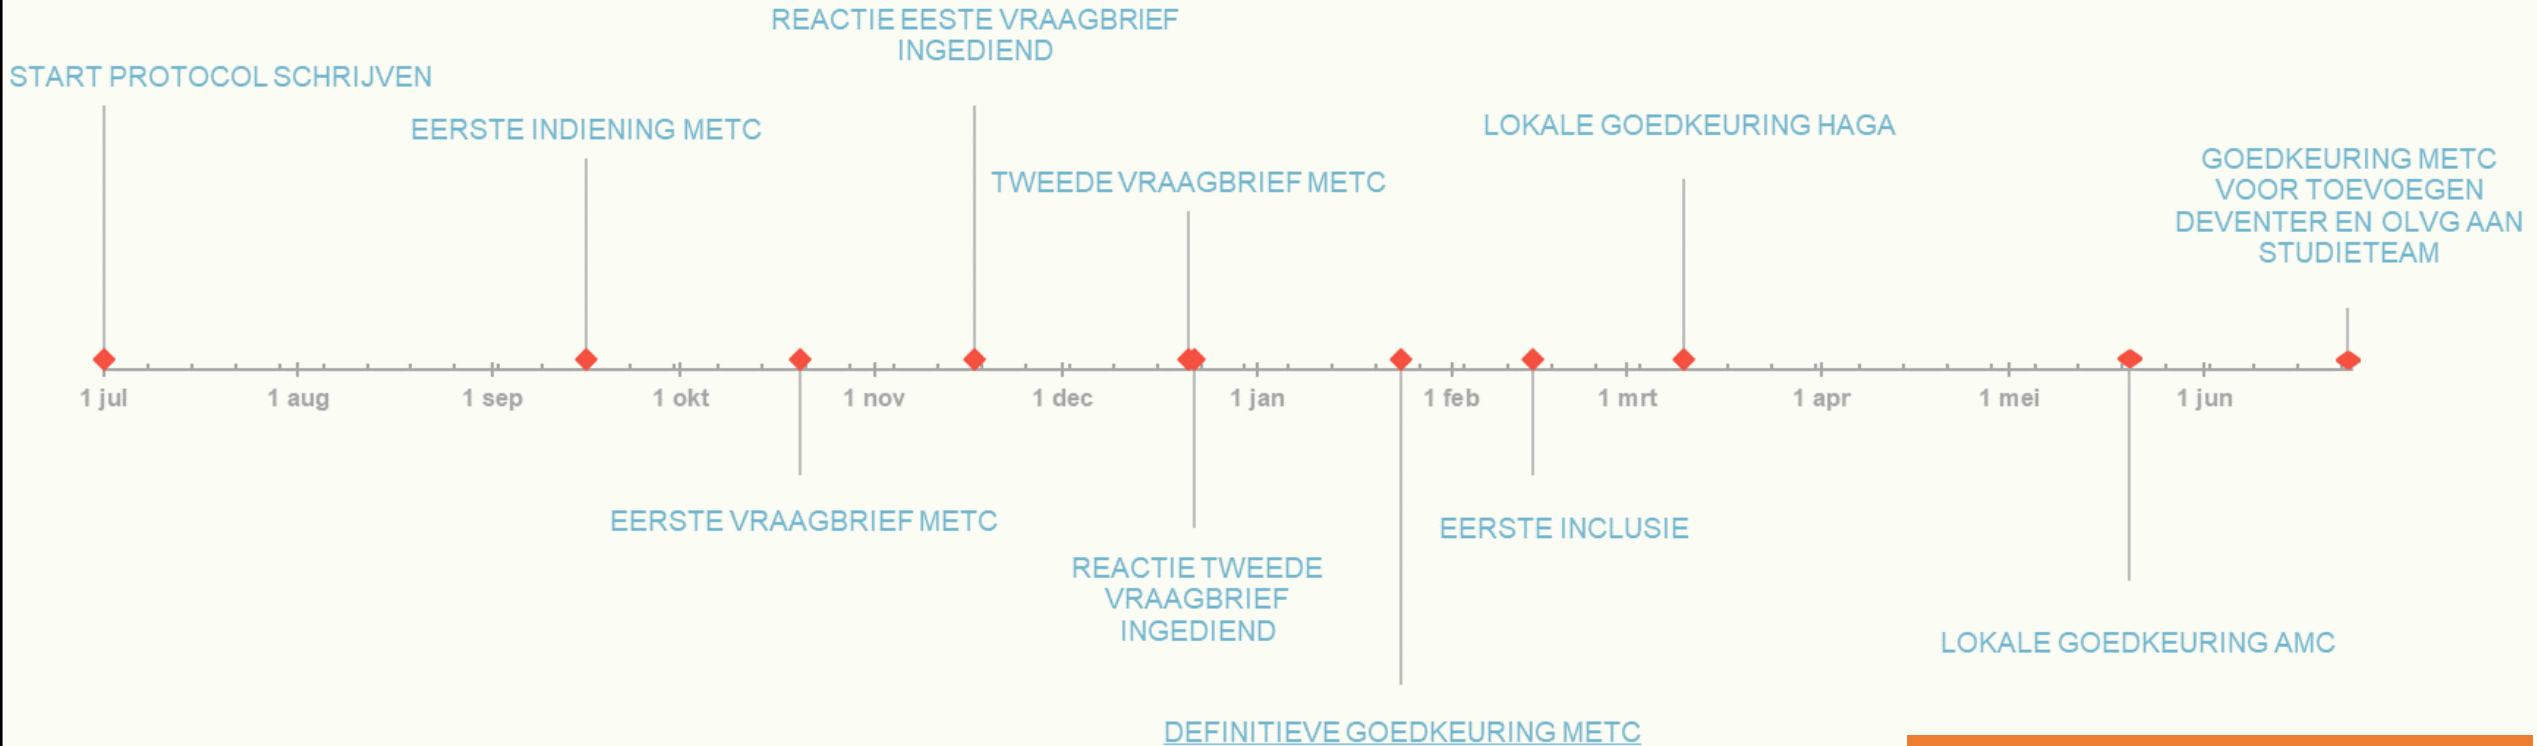 REACTIE EESTE VRAAGBRIEF
INGEDIEND
START PROTOCOL SCHRIJVEN
EERSTE INDIENING METC
LOKALE GOEDKEURING HAGA
TWEEDE VRAAGBRIEF METC
GOEDKEURING METC
VOOR TOEVOEGEN
DEVENTER EN OLVG AAN
STUDIETEAM
1 jul
1 aug
1 sep
1 okt
1 nov
1 dec
1 jan
1 feb
1 mrt
1 apr
1 mei
1 jun
EERSTE VRAAGBRIEF METC
EERSTE INCLUSIE
REACTIE TWEEDE
VRAAGBRIEF
INGEDIEND
LOKALE GOEDKEURING AMC
DEFINITIEVE GOEDKEURING METC